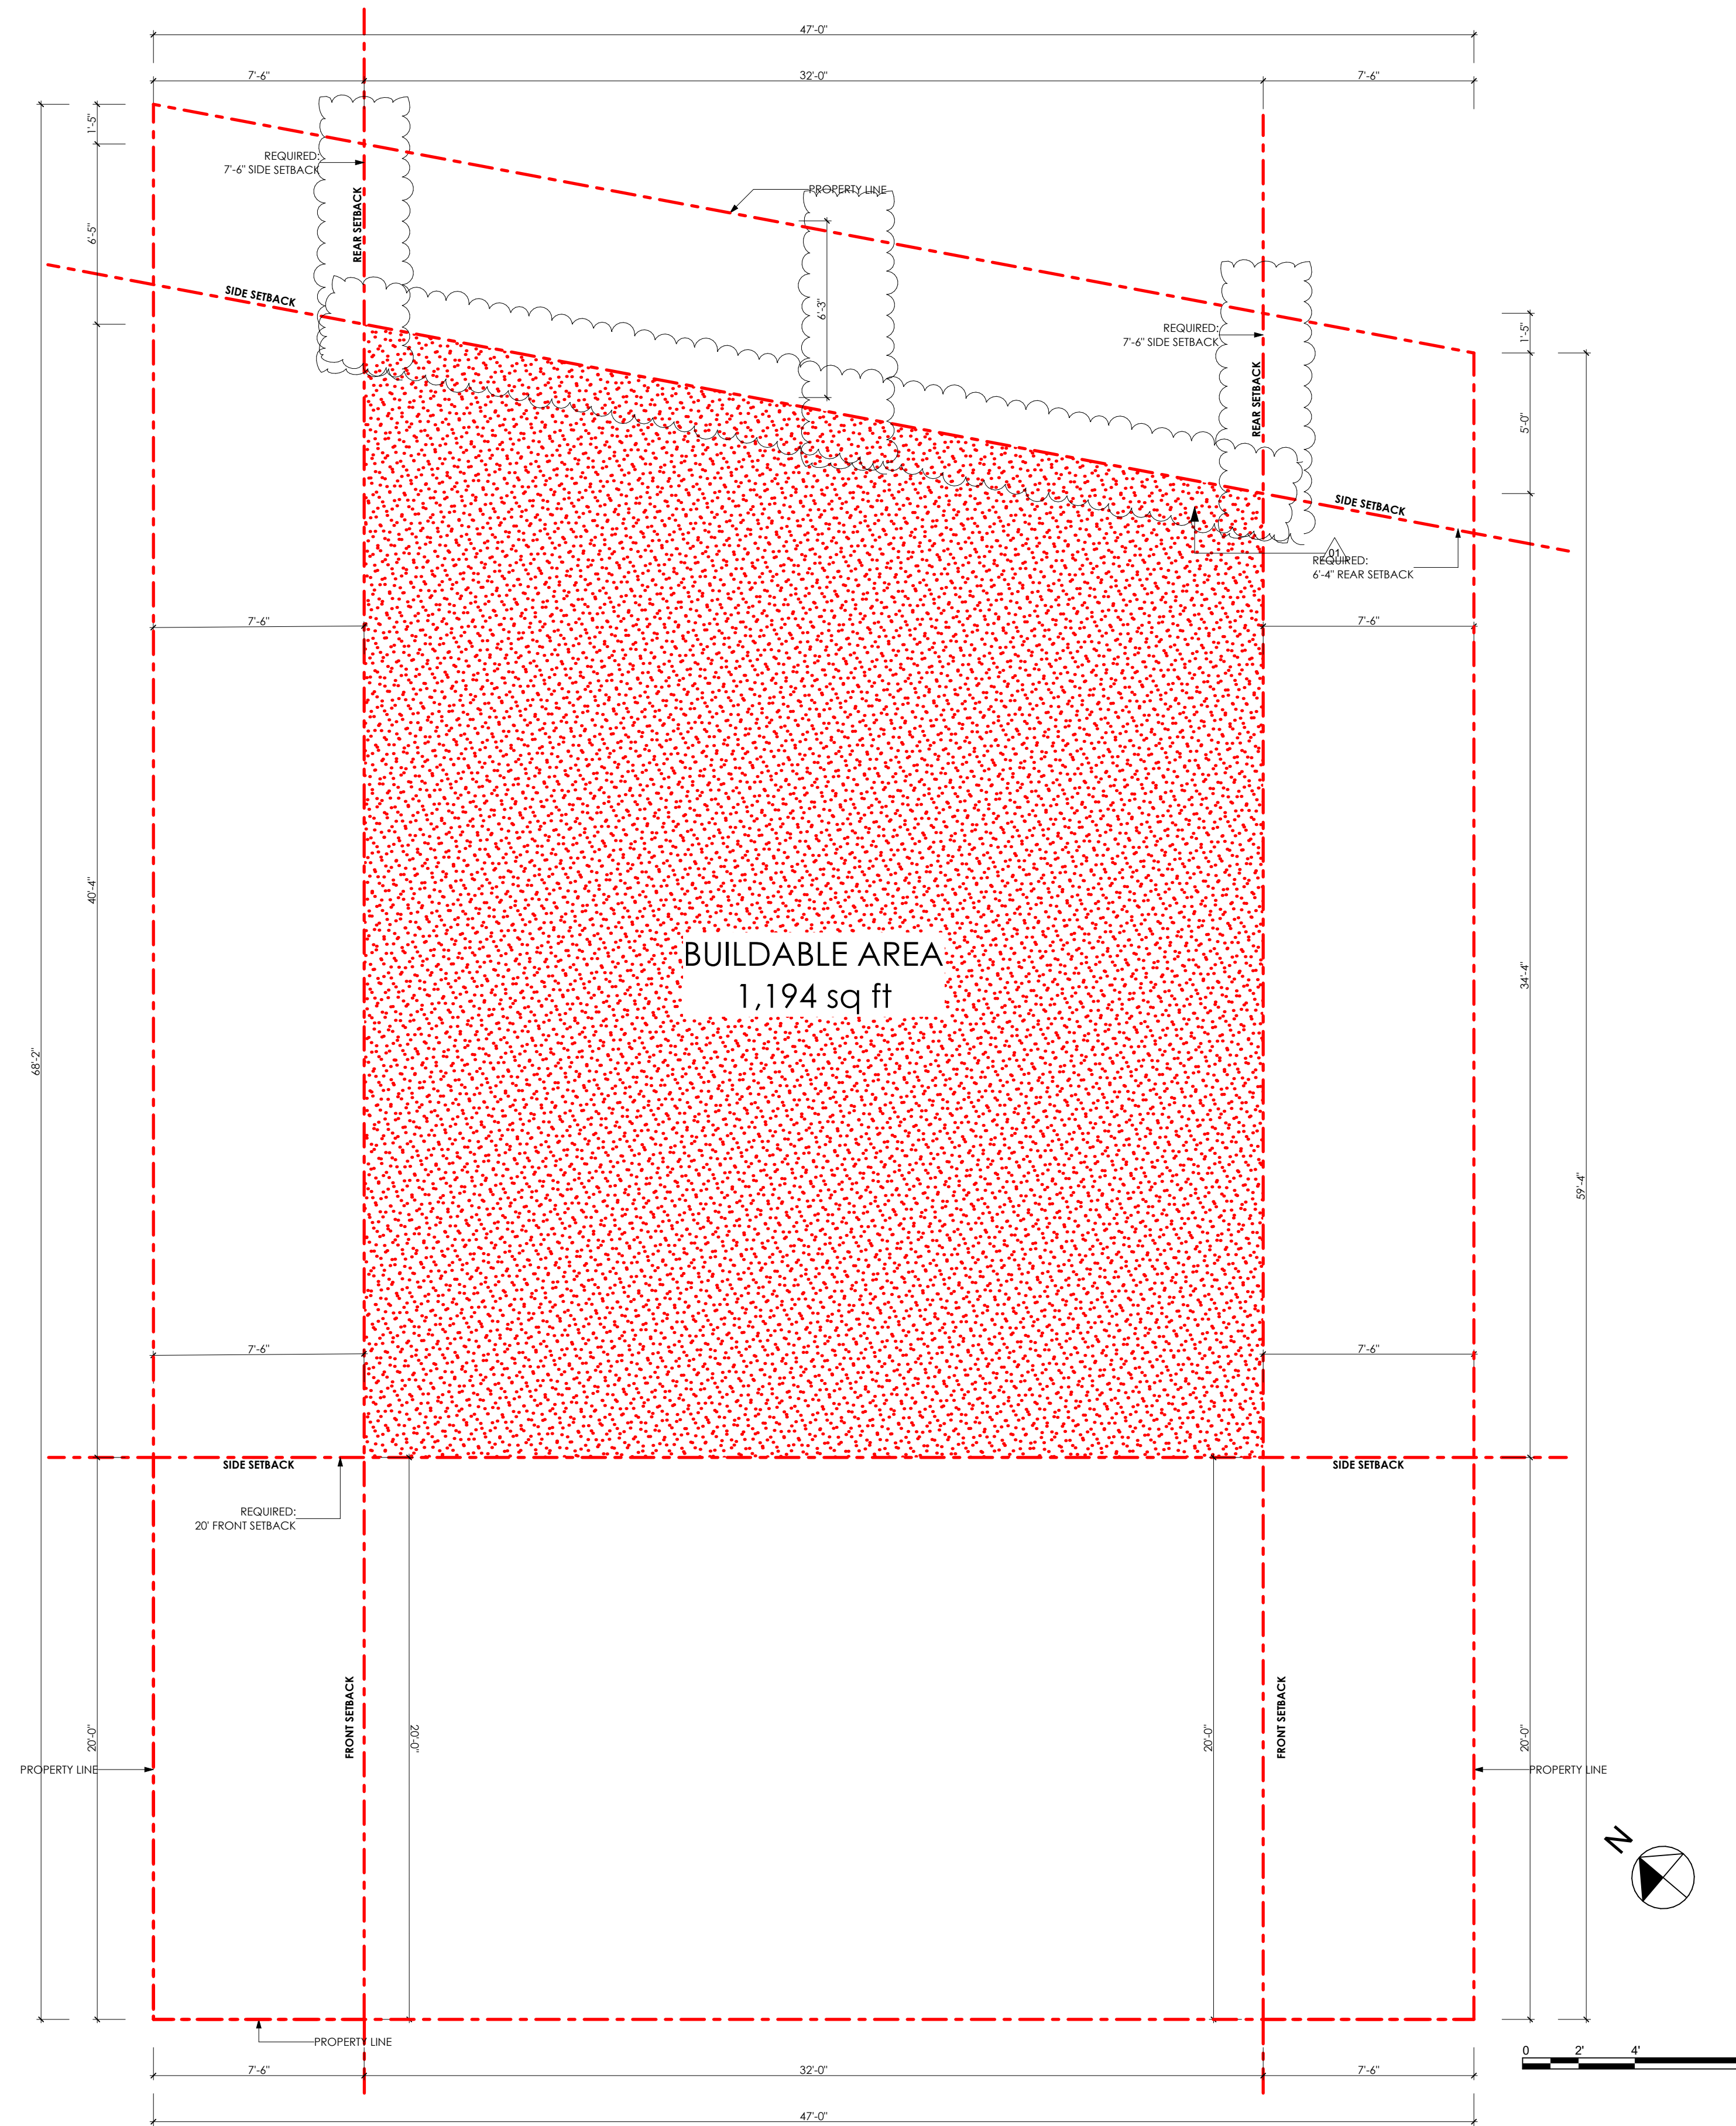 47'-0"
7'-6"
32'-0"
7'-6"
1'-5"
REQUIRED:
7'-6" SIDE SETBACK
REAR SETBACK
PROPERTY LINE
6'-5"
SIDE SETBACK
6'-3"
REQUIRED:
7'-6" SIDE SETBACK
REAR SETBACK
1'-5"
5'-0"
SIDE SETBACK
01
REQUIRED:
6'-4" REAR SETBACK
7'-6"
7'-6"
40'-4"
BUILDABLE AREA
1,194 sq ft
34'-4"
68'-2"
59'-4"
7'-6"
7'-6"
SIDE SETBACK
SIDE SETBACK
REQUIRED:
20' FRONT SETBACK
FRONT SETBACK
FRONT SETBACK
20'-0"
20'-0"
20'-0"
20'-0"
PROPERTY LINE
PROPERTY LINE
N
PROPERTY LINE
0 2' 4'
7'-6"
32'-0"
7'-6"
47'-0"